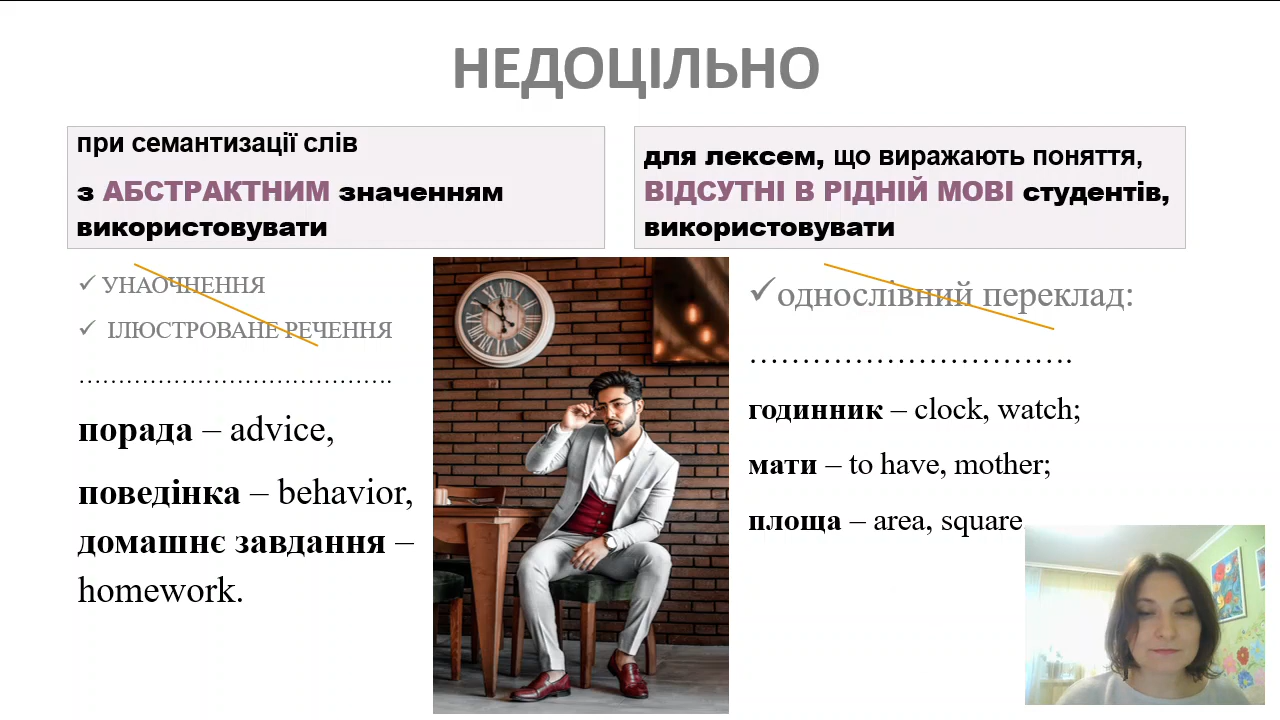 НЕДОЦІЛЬНО
при семантизації слів
з АБСТРАКТНИМ значенням
використовувати
✓ УНАОЧНЕННЯ
✓ ІЛЮСТРОВАНЕ РЕЧЕННЯ
………………………………….
порада – advice,
поведінка – behavior,
домашнє завдання –
homework.
для лексем, що виражають поняття,
ВІДСУТНІ В РІДНІЙ МОВІ студентів,
використовувати
✓однослівний переклад:
………………………….
годинник – clock, watch;
мати – to have, mother;
площа – area, square